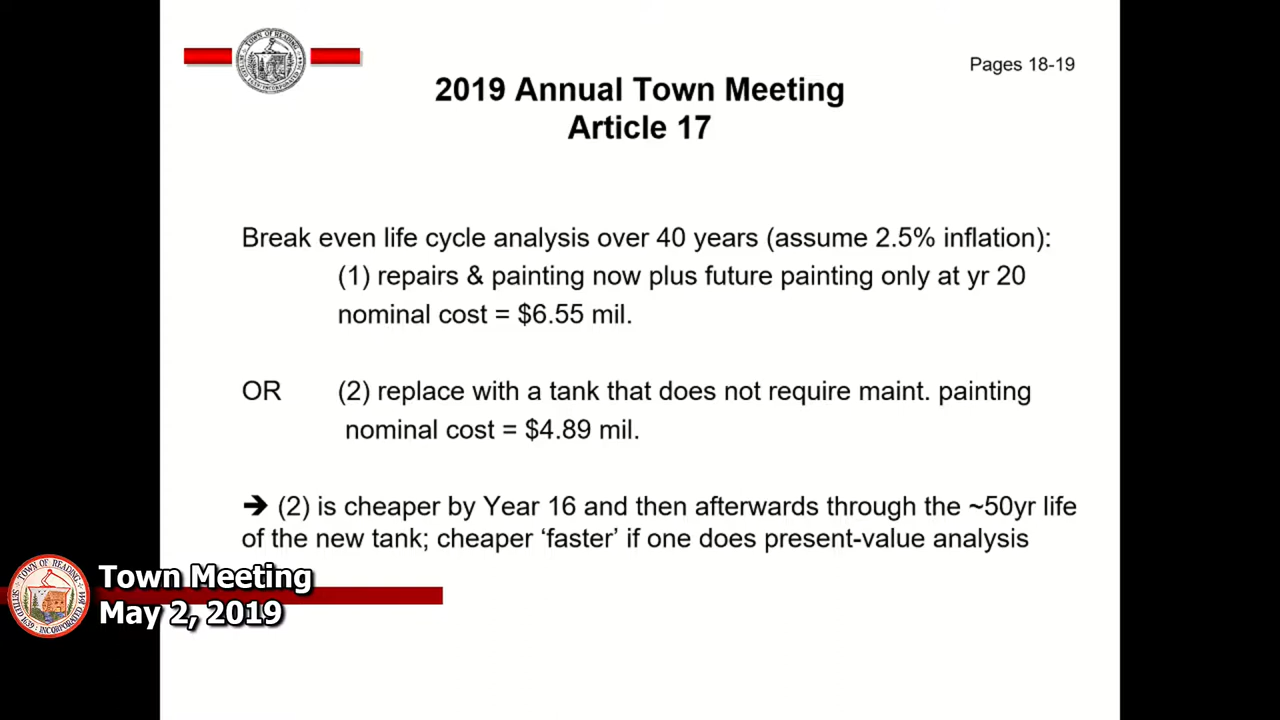 Pages 18-19
2019 Annual Town Meeting
Article 17
Break even life cycle analysis over 40 years (assume 2.5% inflation):
(1) repairs & painting now plus future painting only at yr 20
nominal cost = $6.55 mil.
OR (2) replace with a tank that does not require maint. painting
nominal cost = $4.89 mil.
➔ (2) is cheaper by Year 16 and then afterwards through the ~50yr life
of the new tank; cheaper ‘faster’ if one does present-value analysis
TOWN OF READING
Town Meeting
May 2, 2019